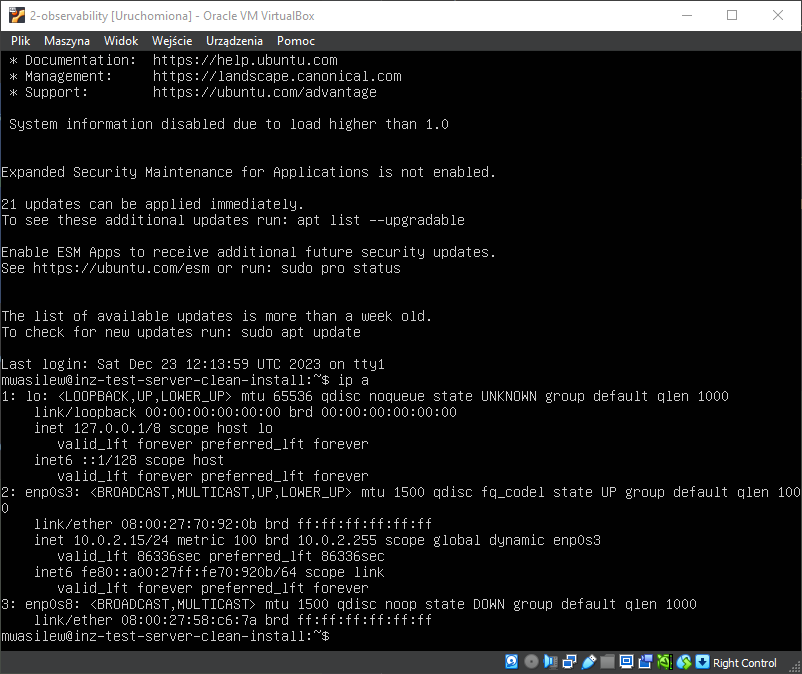 2-observability [Uruchomiona] - Oracle VM VirtualBox
Plik Maszyna Widok Wejście Urządzenia Pomoc
* Documentation:  https://help.ubuntu.com
* Management:     https://landscape.canonical.com
* Support:        https://ubuntu.com/advantage
System information disabled due to load higher than 1.0
Expanded Security Maintenance for Applications is not enabled.
21 updates can be applied immediately.
To see these additional updates run: apt list --upgradable
Enable ESM Apps to receive additional future security updates.
See https://ubuntu.com/esm or run: sudo pro status
The list of available updates is more than a week old.
To check for new updates run: sudo apt update
Last login: Sat Dec 23 12:13:59 UTC 2023 on tty1
mwasilew@inz-test-server-clean-install:~$ ip a
1: lo: <LOOPBACK,UP,LOWER_UP> mtu 65536 qdisc noqueue state UNKNOWN group default qlen 1000
    link/loopback 00:00:00:00:00:00 brd 00:00:00:00:00:00
    inet 127.0.0.1/8 scope host lo
       valid_lft forever preferred_lft forever
    inet6 ::1/128 scope host
       valid_lft forever preferred_lft forever
2: enp0s3: <BROADCAST,MULTICAST,UP,LOWER_UP> mtu 1500 qdisc fq_codel state UP group default qlen 100
0
    link/ether 08:00:27:70:92:0b brd ff:ff:ff:ff:ff:ff
    inet 10.0.2.15/24 metric 100 brd 10.0.2.255 scope global dynamic enp0s3
       valid_lft 86336sec preferred_lft 86336sec
    inet6 fe80::a00:27ff:fe70:920b/64 scope link
       valid_lft forever preferred_lft forever
3: enp0s8: <BROADCAST,MULTICAST> mtu 1500 qdisc noop state DOWN group default qlen 1000
    link/ether 08:00:27:58:c6:7a brd ff:ff:ff:ff:ff:ff
mwasilew@inz-test-server-clean-install:~$
Right Control